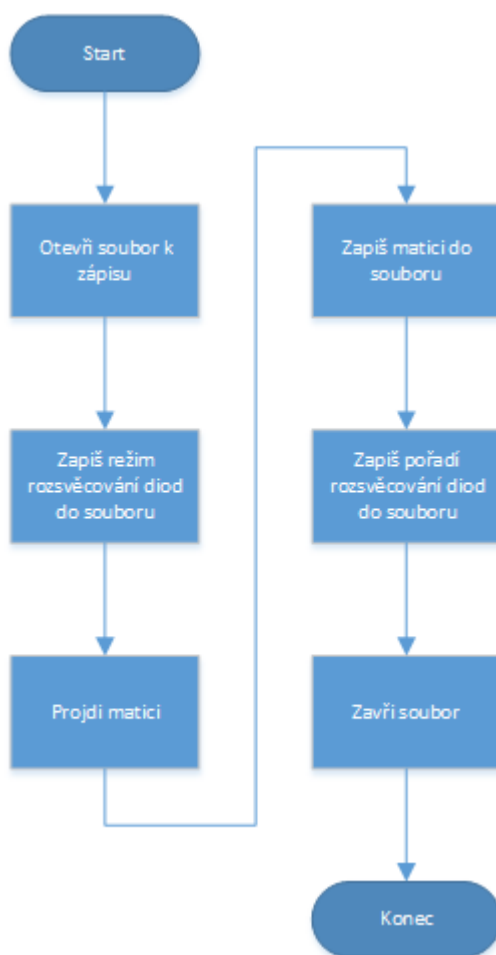 Start
Otevři soubor k
zápisu
Zapiš režim
rozsvěcování diod
do souboru
Projdi matici
Zapiš matici do
souboru
Zapiš pořadí
rozsvěcování diod
do souboru
Zavři soubor
Konec